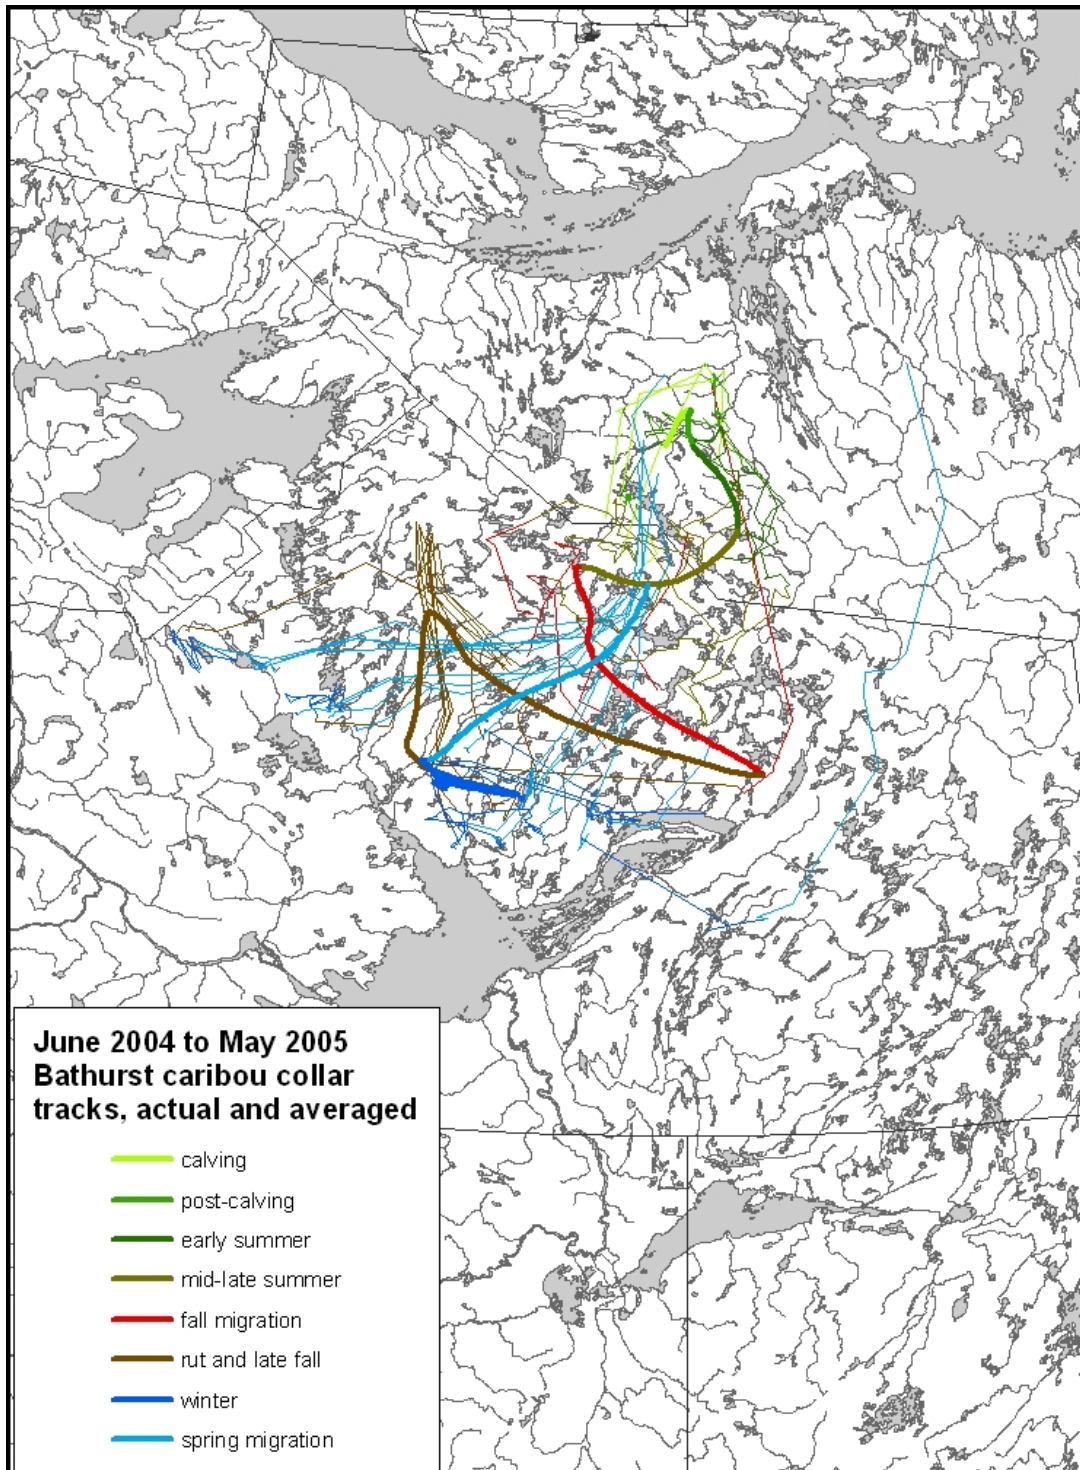 June 2004 to May 2005
Bathurst caribou collar
tracks, actual and averaged
calving
post-calving
early summer
mid-late summer
fall migration
rut and late fall
winter
spring migration